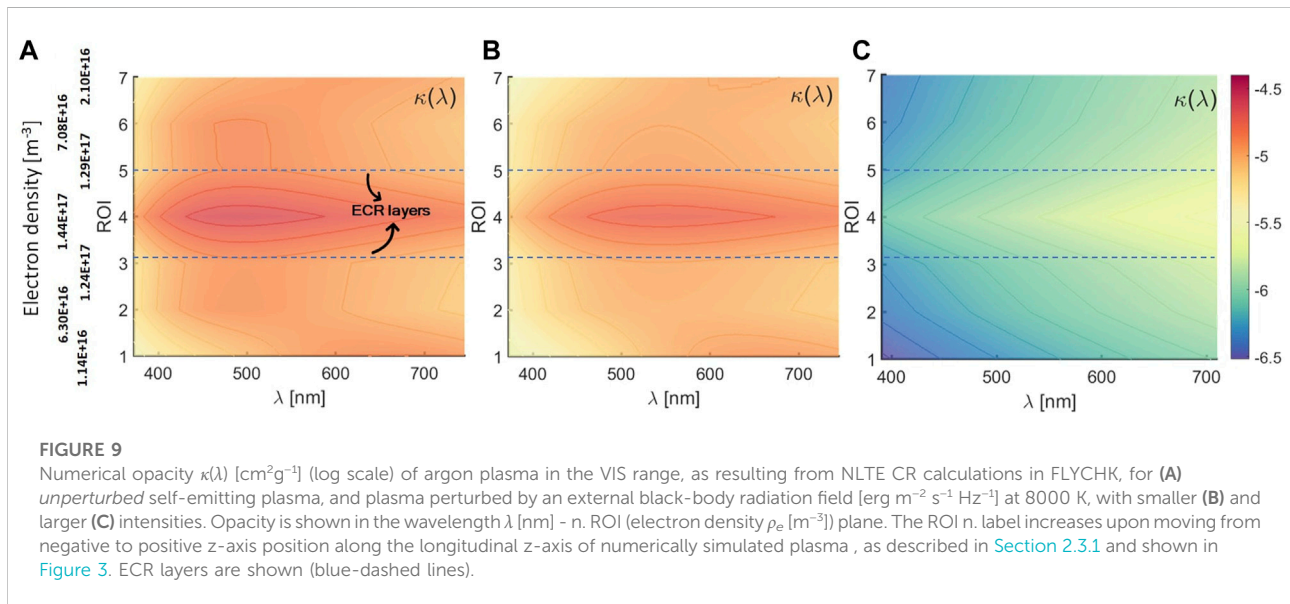 A
B
C
Electron density [m-3]
1.14E+16
6.30E+16
1.24E+17
1.44E+17
1.29E+17
7.08E+16
2.10E+16
ROI
7
6
5
4
3
2
1
κ(λ)
ECR layers
400
500
600
700
λ [nm]
ROI
7
6
5
4
3
2
1
κ(λ)
400
500
600
700
λ [nm]
ROI
7
6
5
4
3
2
1
κ(λ)
400
500
600
700
λ [nm]
-4.5
-5
-5.5
-6
-6.5
FIGURE 9
Numerical opacity κ(λ) [cm²g⁻¹] (log scale) of argon plasma in the VIS range, as resulting from NLTE CR calculations in FLYCHK, for (A)
unperturbed self-emitting plasma, and plasma perturbed by an external black-body radiation field [erg m⁻² s⁻¹ Hz⁻¹] at 8000 K, with smaller (B) and
larger (C) intensities. Opacity is shown in the wavelength λ [nm] - n. ROI (electron density ρe [m⁻³]) plane. The ROI n. label increases upon moving from
negative to positive z-axis position along the longitudinal z-axis of numerically simulated plasma , as described in Section 2.3.1 and shown in
Figure 3. ECR layers are shown (blue-dashed lines).